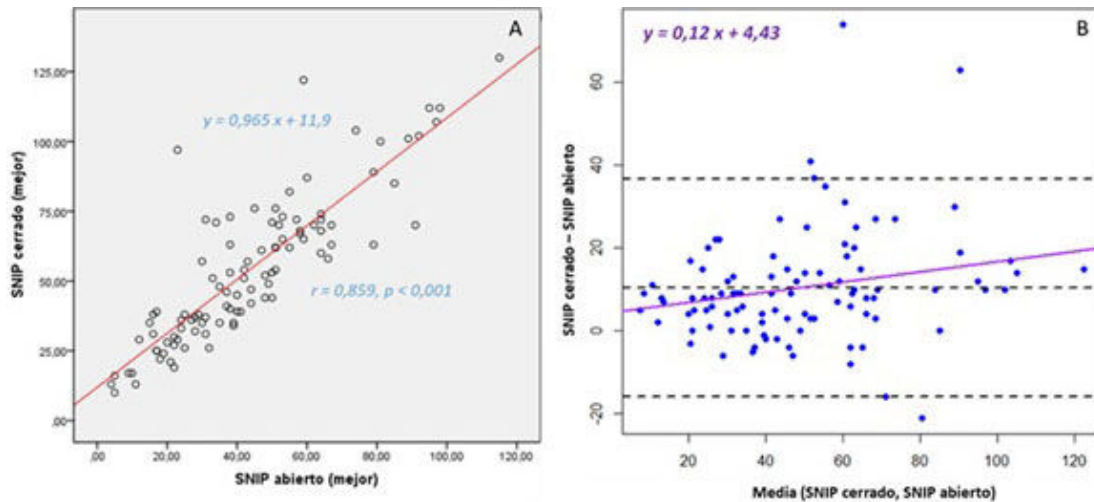 A
y = 0,965 x + 11,9
r = 0,859, p < 0,001
SNIP cerrado (mejor)
125,00
100,00
75,00
50,00
25,00
,00
,00
20,00
40,00
60,00
80,00
100,00
120,00
SNIP abierto (mejor)
B
y = 0,12 x + 4,43
SNIP cerrado – SNIP abierto
60
40
20
0
-20
20
40
60
80
100
120
Media (SNIP cerrado, SNIP abierto)